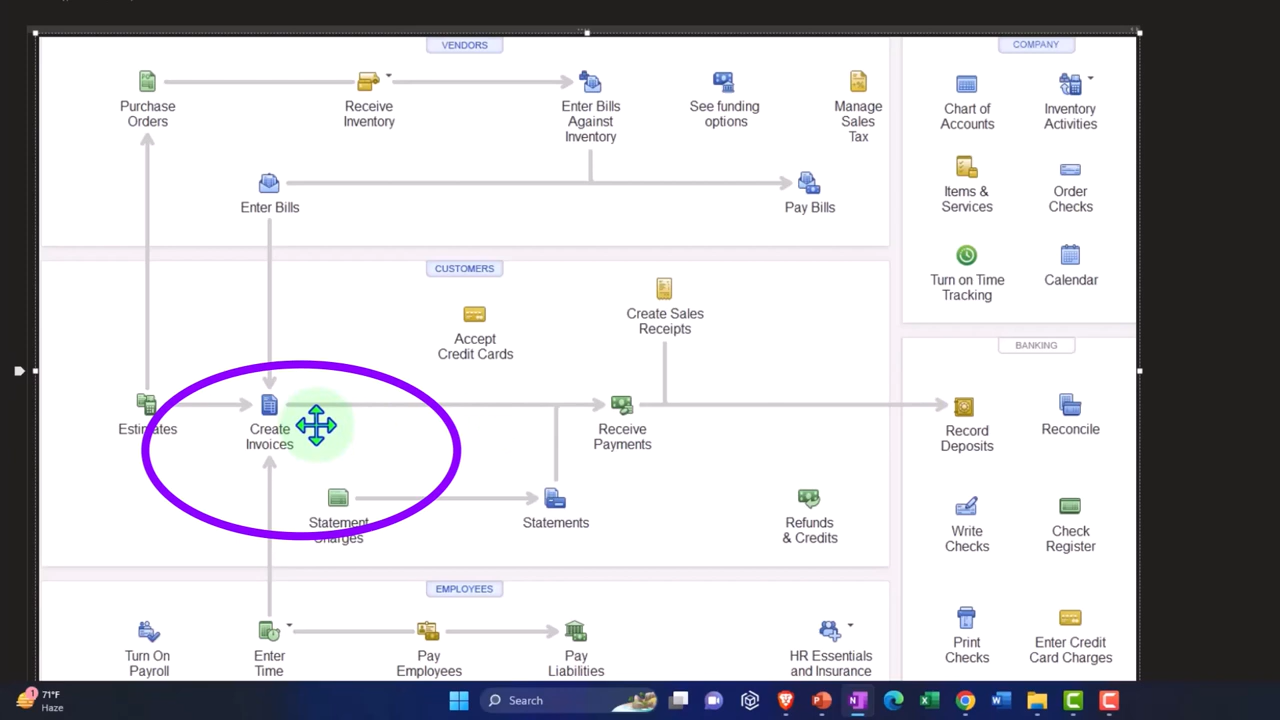 VENDORS
COMPANY
Purchase
Orders
Receive
Inventory
Enter Bills
Against
Inventory
See funding
options
Manage
Sales
Tax
Chart of
Accounts
Inventory
Activities
Enter Bills
Pay Bills
Items &
Services
Order
Checks
CUSTOMERS
Turn on Time
Tracking
Calendar
Create Sales
Receipts
Accept
Credit Cards
BANKING
Estimates
Create
Invoices
Receive
Payments
Record
Deposits
Reconcile
Statement
Charges
Statements
Refunds
& Credits
Write
Checks
Check
Register
EMPLOYEES
Turn On
Payroll
Enter
Time
Pay
Employees
Pay
Liabilities
HR Essentials
and Insurance
Print
Checks
Enter Credit
Card Charges
1
71°F
Haze
Search